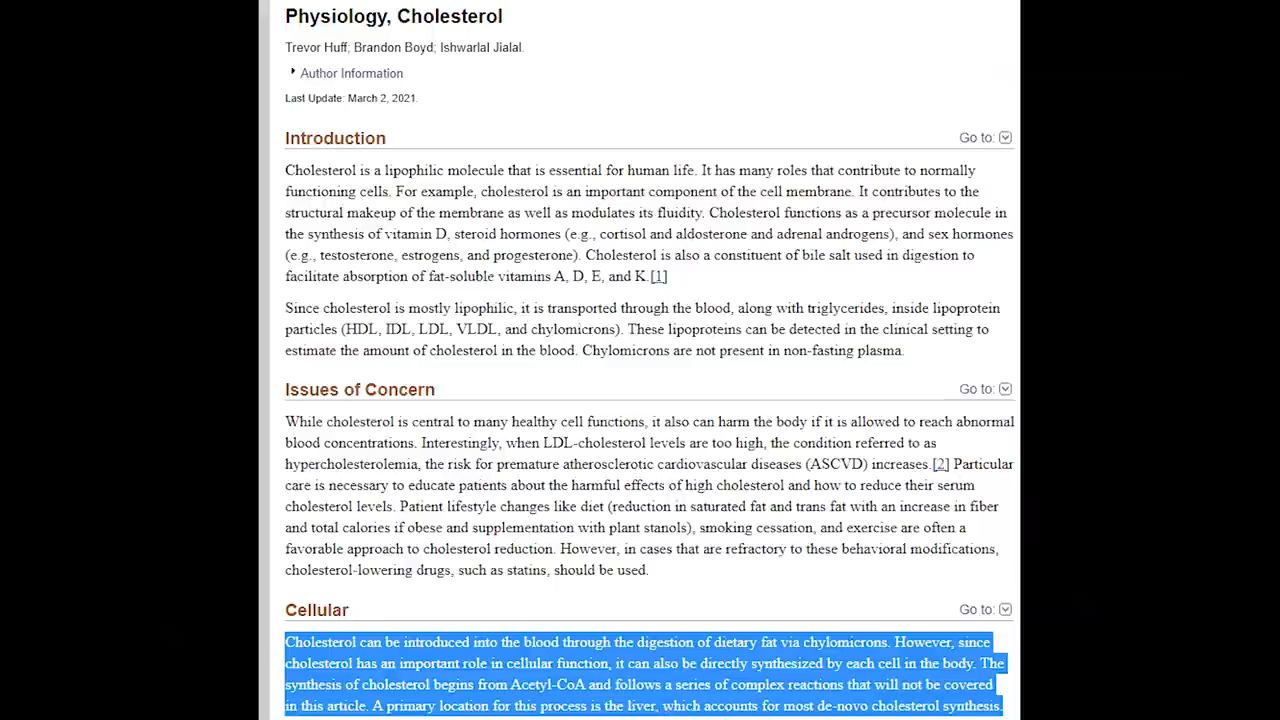 Physiology, Cholesterol
Trevor Huff; Brandon Boyd; Ishwarlal Jialal.
Author Information
Last Update: March 2, 2021.
Introduction
Go to:
Cholesterol is a lipophilic molecule that is essential for human life. It has many roles that contribute to normally
functioning cells. For example, cholesterol is an important component of the cell membrane. It contributes to the
structural makeup of the membrane as well as modulates its fluidity. Cholesterol functions as a precursor molecule in
the synthesis of vitamin D, steroid hormones (e.g., cortisol and aldosterone and adrenal androgens), and sex hormones
(e.g., testosterone, estrogens, and progesterone). Cholesterol is also a constituent of bile salt used in digestion to
facilitate absorption of fat-soluble vitamins A, D, E, and K.[1]
Since cholesterol is mostly lipophilic, it is transported through the blood, along with triglycerides, inside lipoprotein
particles (HDL, IDL, LDL, VLDL, and chylomicrons). These lipoproteins can be detected in the clinical setting to
estimate the amount of cholesterol in the blood. Chylomicrons are not present in non-fasting plasma.
Issues of Concern
Go to:
While cholesterol is central to many healthy cell functions, it also can harm the body if it is allowed to reach abnormal
blood concentrations. Interestingly, when LDL-cholesterol levels are too high, the condition referred to as
hypercholesterolemia, the risk for premature atherosclerotic cardiovascular diseases (ASCVD) increases.[2] Particular
care is necessary to educate patients about the harmful effects of high cholesterol and how to reduce their serum
cholesterol levels. Patient lifestyle changes like diet (reduction in saturated fat and trans fat with an increase in fiber
and total calories if obese and supplementation with plant stanols), smoking cessation, and exercise are often a
favorable approach to cholesterol reduction. However, in cases that are refractory to these behavioral modifications,
cholesterol-lowering drugs, such as statins, should be used.
Cellular
Go to:
Cholesterol can be introduced into the blood through the digestion of dietary fat via chylomicrons. However, since
cholesterol has an important role in cellular function, it can also be directly synthesized by each cell in the body. The
synthesis of cholesterol begins from Acetyl-CoA and follows a series of complex reactions that will not be covered
in this article. A primary location for this process is the liver, which accounts for most de-novo cholesterol synthesis.